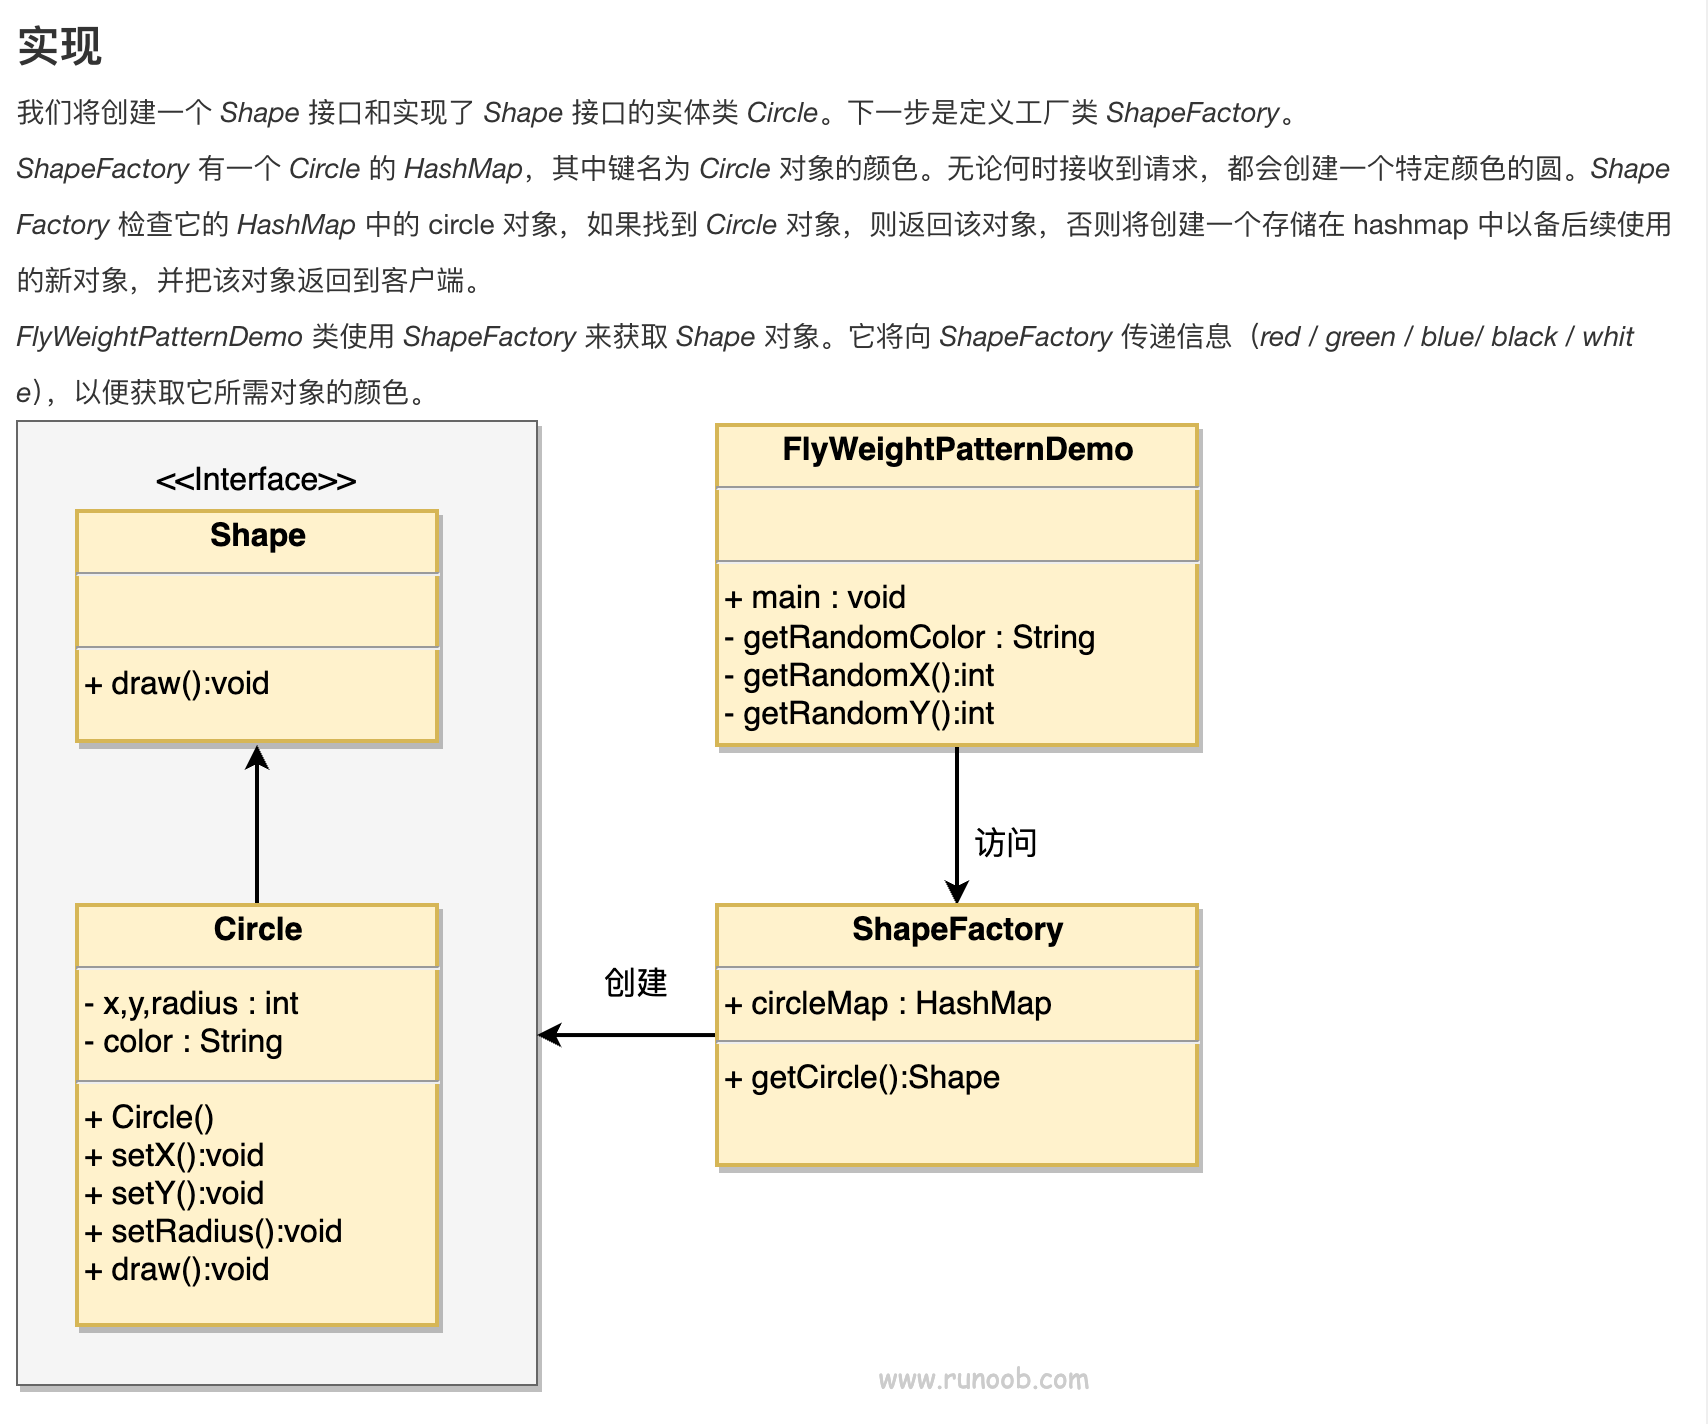 实现
我们将创建一个 Shape 接口和实现了 Shape 接口的实体类 Circle。下一步是定义工厂类 ShapeFactory。
ShapeFactory 有一个 Circle 的 HashMap，其中键名为 Circle 对象的颜色。无论何时接收到请求，都会创建一个特定颜色的圆。Shape
Factory 检查它的 HashMap 中的 circle 对象，如果找到 Circle 对象，则返回该对象，否则将创建一个存储在 hashmap 中以备后续使用
的新对象，并把该对象返回到客户端。
FlyWeightPatternDemo 类使用 ShapeFactory 来获取 Shape 对象。它将向 ShapeFactory 传递信息（red / green / blue/ black / whit
e），以便获取它所需对象的颜色。
<<Interface>>
Shape
+ draw():void
Circle
- x,y,radius : int
- color : String
+ Circle()
+ setX():void
+ setY():void
+ setRadius():void
+ draw():void
FlyWeightPatternDemo
+ main : void
- getRandomColor : String
- getRandomX():int
- getRandomY():int
访问
创建
ShapeFactory
+ circleMap : HashMap
+ getCircle():Shape
www.runoob.com